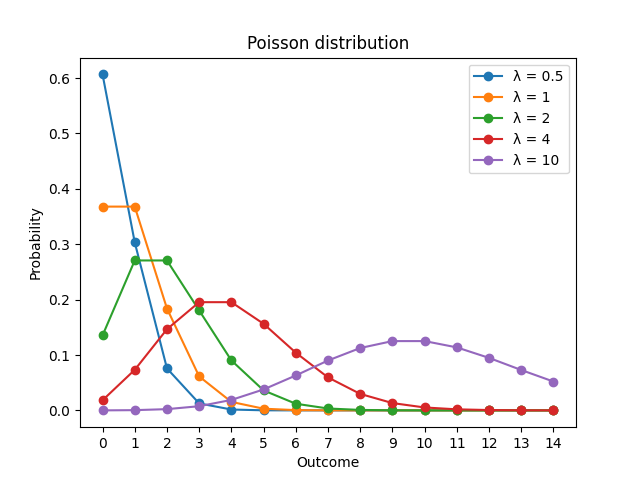 Poisson distribution
λ = 0.5
λ = 1
λ = 2
λ = 4
λ = 10
Probability
0.6
0.5
0.4
0.3
0.2
0.1
0.0
0 1 2 3 4 5 6 7 8 9 10 11 12 13 14
Outcome